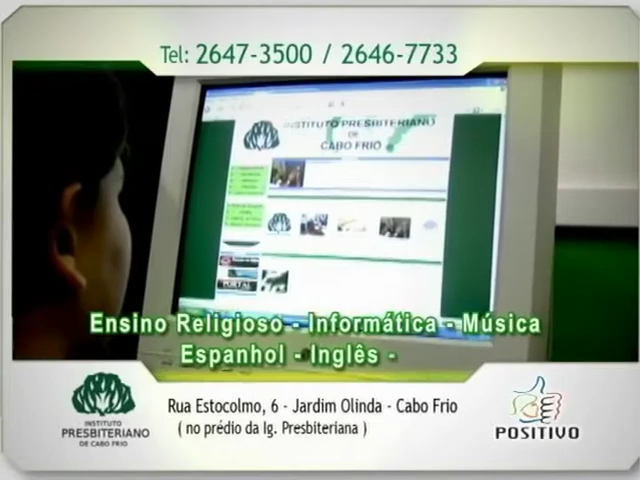 Tel: 2647-3500 / 2646-7733
INSTITUTO PRESBITERIANO
DE
CABO FRIO
PORTAL
Ensino Religioso - Informática - Música
Espanhol - Inglês -
INSTITUTO
PRESBITERIANO
DE CABO FRIO
Rua Estocolmo, 6 - Jardim Olinda - Cabo Frio
( no prédio da Ig. Presbiteriana )
POSITIVO